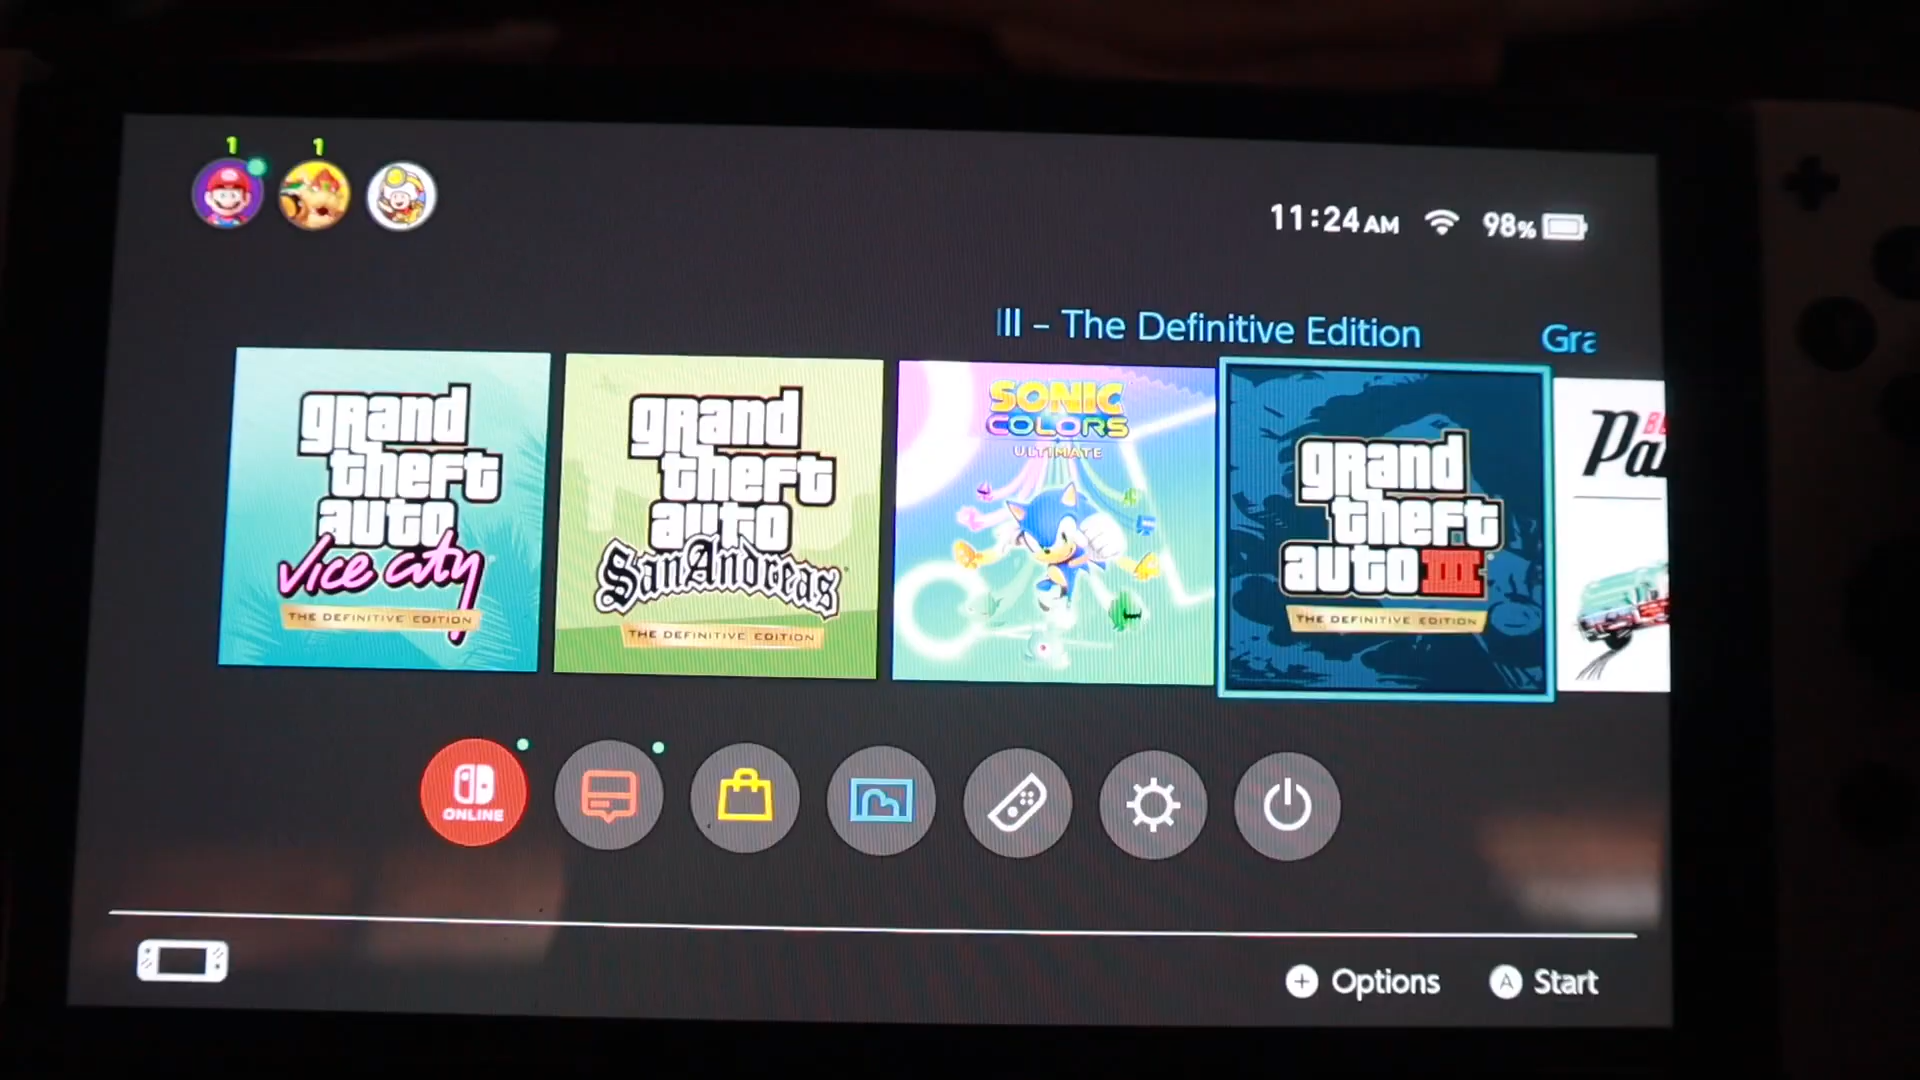 1 1
11:24 AM 98%
III – The Definitive Edition Gra
grand
theft
auto
Vice City
THE DEFINITIVE EDITION
grand
theft
auto
San Andreas
THE DEFINITIVE EDITION
SONIC
COLORS
ULTIMATE
grand
theft
auto III
THE DEFINITIVE EDITION
ONLINE
+ Options A Start